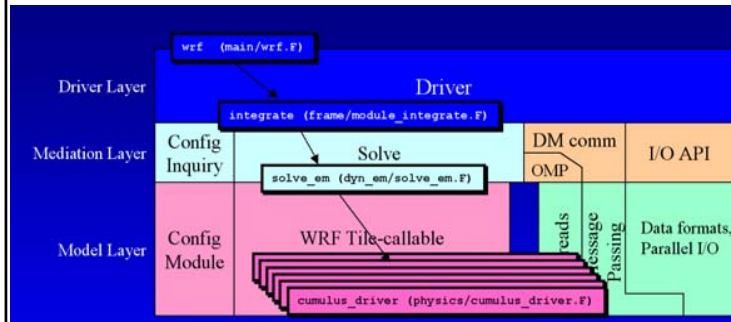 wrf (main/wrf.F)
Driver Layer
Driver
integrate (frame/module_integrate.F)
Mediation Layer
Config
Inquiry
Solve
DM comm
OMP
I/O API
solve_em (dyn_em/solve_em.F)
Model Layer
Config
Module
WRF Tile-callable
Passing
Data formats,
Parallel I/O
cumulus_driver (physics/cumulus_driver.F)